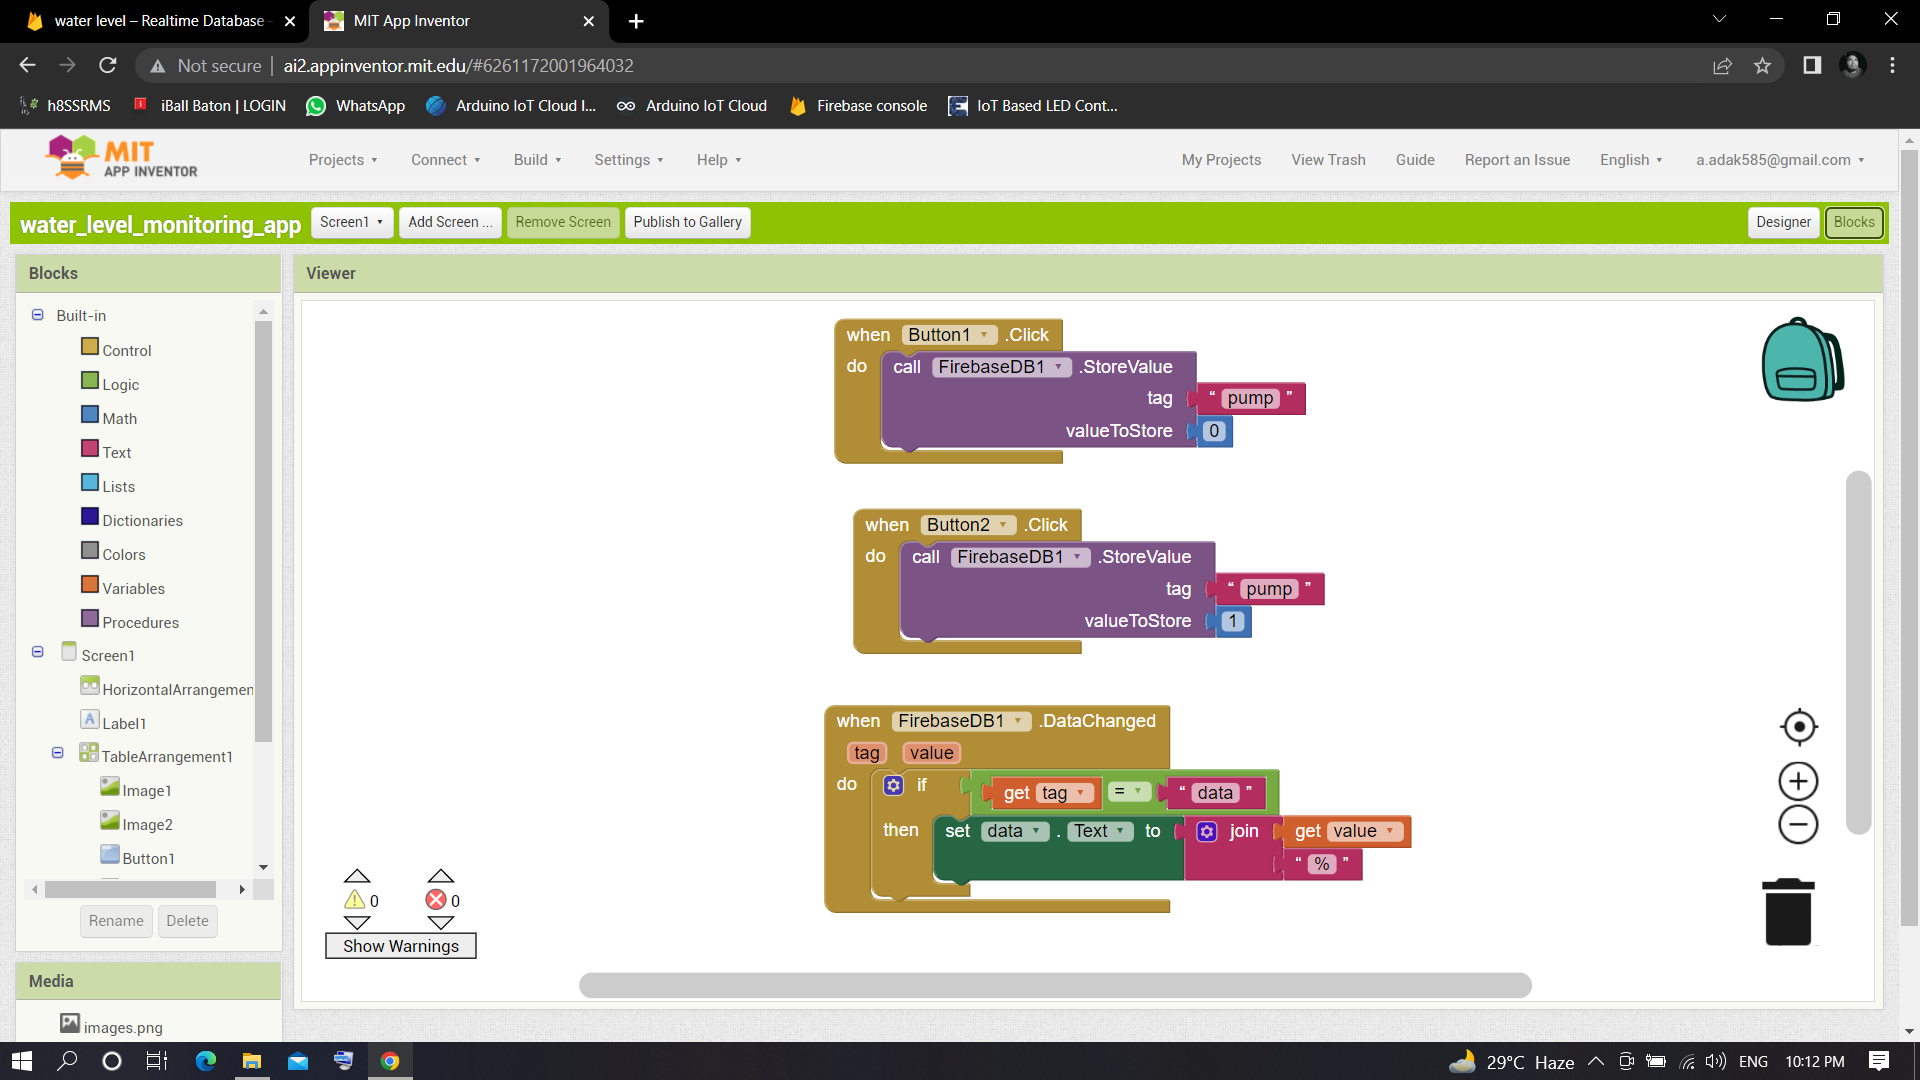 water level – Realtime Database -
MIT App Inventor
Not secure
ai2.appinventor.mit.edu/#6261172001964032
h8SSRMS
iBall Baton | LOGIN
WhatsApp
Arduino IoT Cloud I...
Arduino IoT Cloud
Firebase console
IoT Based LED Cont...
MIT
APP INVENTOR
Projects
Connect
Build
Settings
Help
My Projects
View Trash
Guide
Report an Issue
English
a.adak585@gmail.com
water_level_monitoring_app
Screen1
Add Screen ...
Remove Screen
Publish to Gallery
Designer
Blocks
Blocks
Built-in
Control
Logic
Math
Text
Lists
Dictionaries
Colors
Variables
Procedures
Screen1
HorizontalArrangemen
Label1
TableArrangement1
Image1
Image2
Button1
Rename
Delete
Media
images.png
Viewer
when Button1 .Click
do call FirebaseDB1 .StoreValue
tag “ pump ”
valueToStore 0
when Button2 .Click
do call FirebaseDB1 .StoreValue
tag “ pump ”
valueToStore 1
when FirebaseDB1 .DataChanged
tag value
do if get tag = “ data ”
then set data . Text to join get value
“ % ”
0
0
Show Warnings
29°C Haze
ENG
10:12 PM